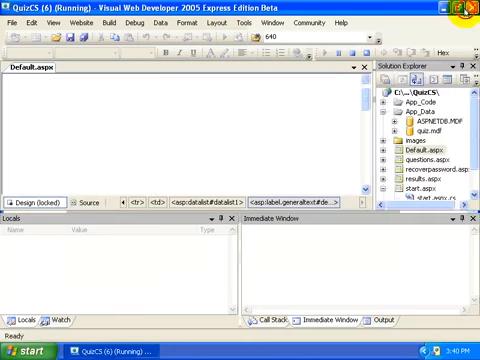 QuizCS (6) (Running) - Visual Web Developer 2005 Express Edition Beta
File Edit View Website Build Debug Data Format Layout Tools Window Community Help
640
B I U Hex
Default.aspx
Solution Explorer
C:\...\QuizCS\
App_Code
App_Data
ASPNETDB.MDF
quiz.mdf
images
Default.aspx
questions.aspx
recoverpassword.aspx
results.aspx
start.aspx
start.aspx.cs
Design (locked) Source <tr> <td> <asp:datalist#datalist1> <asp:label.generaltext#de...>
Locals
Immediate Window
Name Value Type
Locals Watch
Call Stack Immediate Window Output
Ready
start QuizCS (6) (Running) ... 3:40 PM